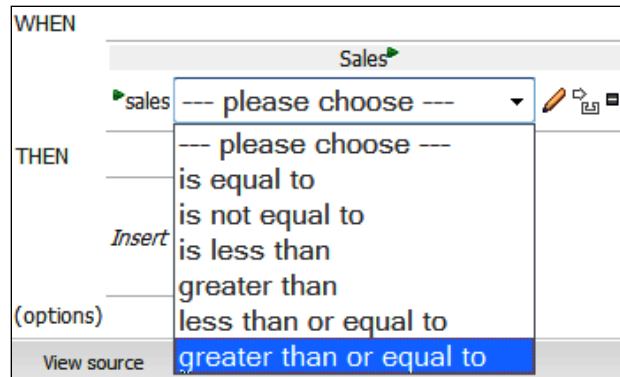 WHEN
Sales
sales --- please choose ---
--- please choose ---
THEN
is equal to
is not equal to
Insert
is less than
greater than
(options)
less than or equal to
View source
greater than or equal to